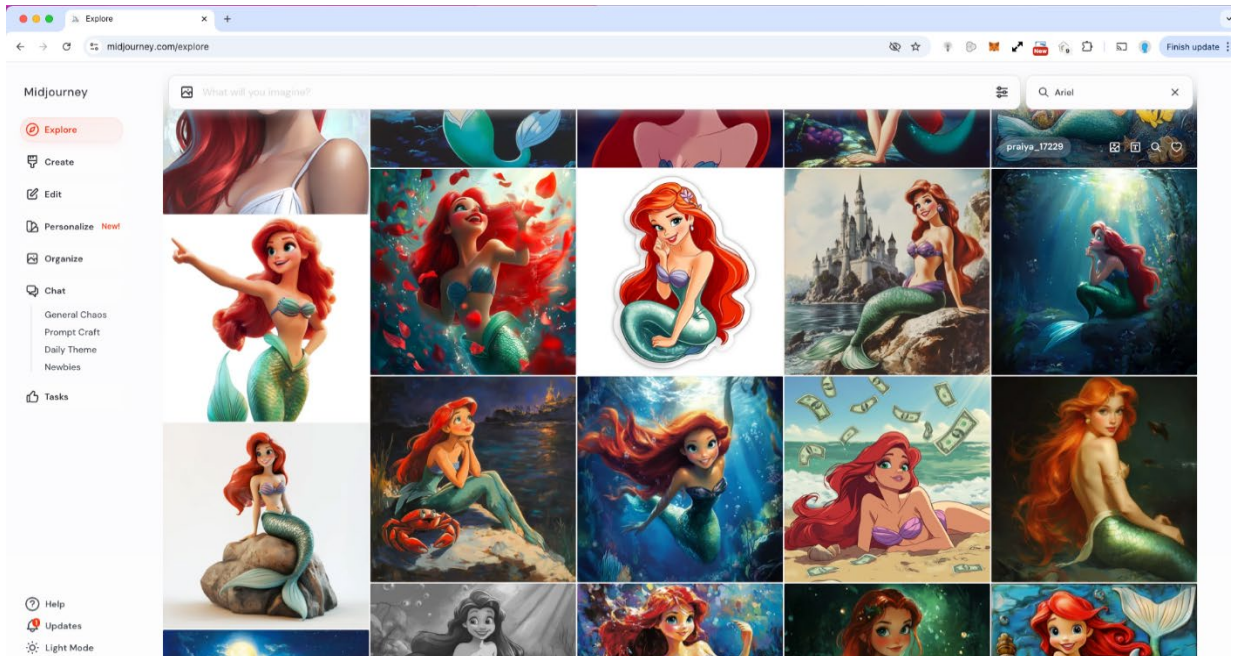 Explore
midjourney.com/explore
New
Finish update
Midjourney
What will you imagine?
Ariel
Explore
Create
Edit
Personalize New!
Organize
Chat
General Chaos
Prompt Craft
Daily Theme
Newbies
Tasks
Help
Updates
Light Mode
praiya_17229